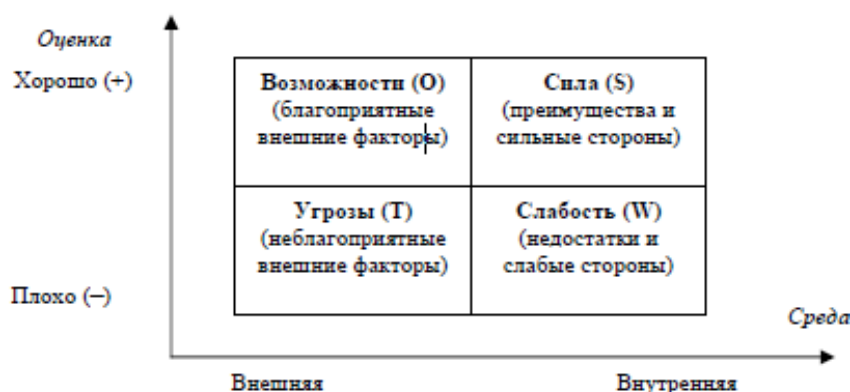 Оценка
Хорошо (+)
Возможности (O)
(благоприятные
внешние факторы)
Сила (S)
(преимущества и
сильные стороны)
Угрозы (T)
(неблагоприятные
внешние факторы)
Слабость (W)
(недостатки и
слабые стороны)
Плохо (–)
Среда
Внешняя
Внутренняя